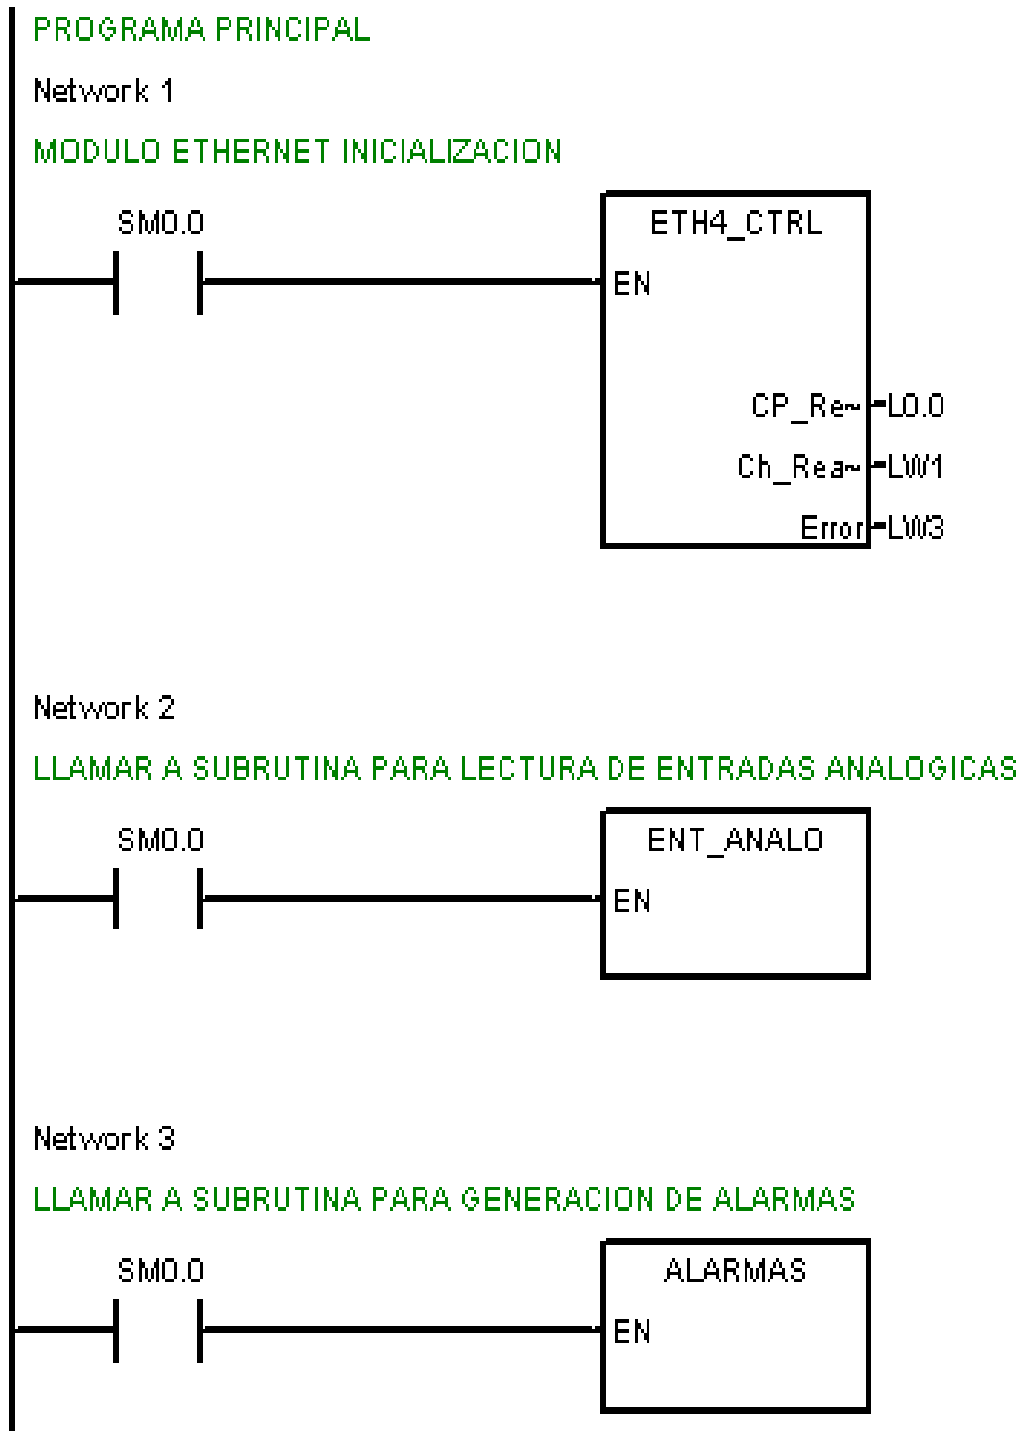 PROGRAMA PRINCIPAL
Network 1
MODULO ETHERNET INICIALIZACION
SM0.0
ETH4_CTRL
EN
CP_Re~ L0.0
Ch_Rea~ LW1
Error LW3
Network 2
LLAMAR A SUBRUTINA PARA LECTURA DE ENTRADAS ANALOGICAS
SM0.0
ENT_ANALO
EN
Network 3
LLAMAR A SUBRUTINA PARA GENERACION DE ALARMAS
SM0.0
ALARMAS
EN